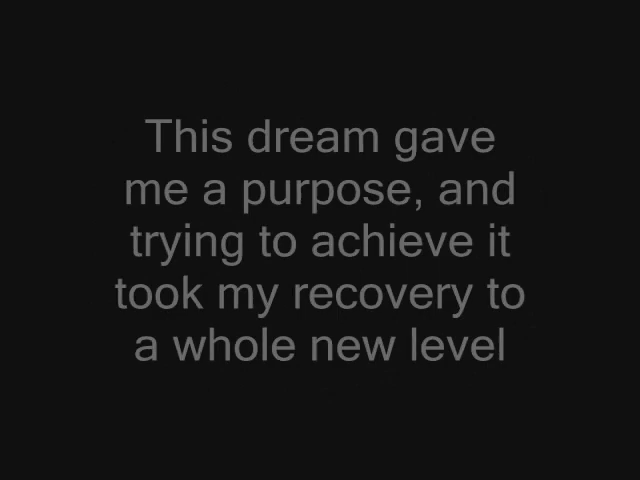 This dream gave
me a purpose, and
trying to achieve it
took my recovery to
a whole new level